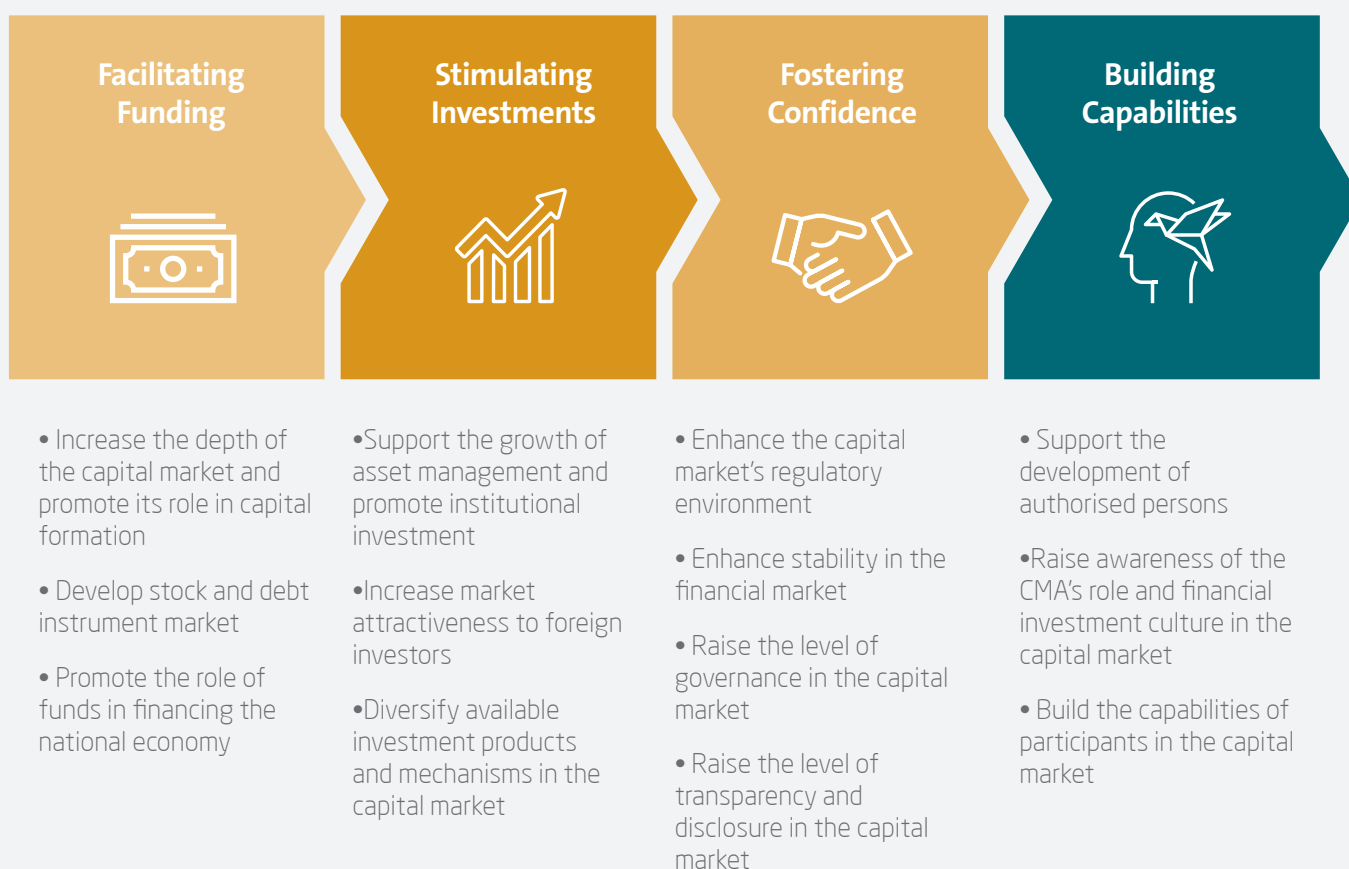 Facilitating
Funding
Stimulating
Investments
Fostering
Confidence
Building
Capabilities
• Increase the depth of
the capital market and
promote its role in capital
formation
• Develop stock and debt
instrument market
• Promote the role of
funds in financing the
national economy
•Support the growth of
asset management and
promote institutional
investment
•Increase market
attractiveness to foreign
investors
•Diversify available
investment products
and mechanisms in the
capital market
• Enhance the capital
market's regulatory
environment
• Enhance stability in the
financial market
• Raise the level of
governance in the capital
market
• Raise the level of
transparency and
disclosure in the capital
market
• Support the
development of
authorised persons
•Raise awareness of the
CMA's role and financial
investment culture in the
capital market
• Build the capabilities of
participants in the capital
market